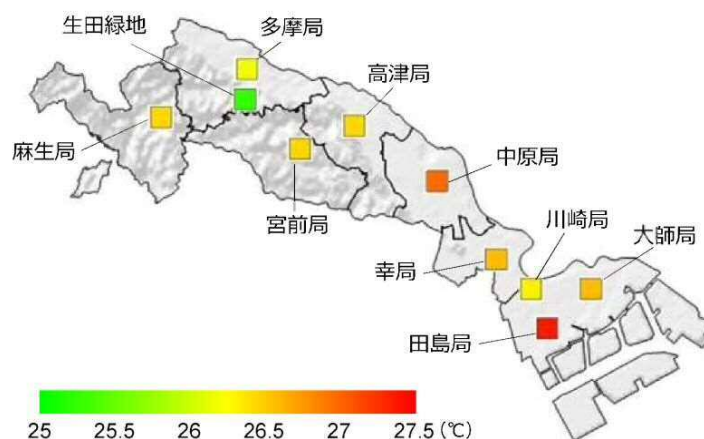 生田緑地
多摩局
高津局
麻生局
宮前局
中原局
川崎局
大師局
幸局
田島局
25 25.5 26 26.5 27 27.5 (℃)